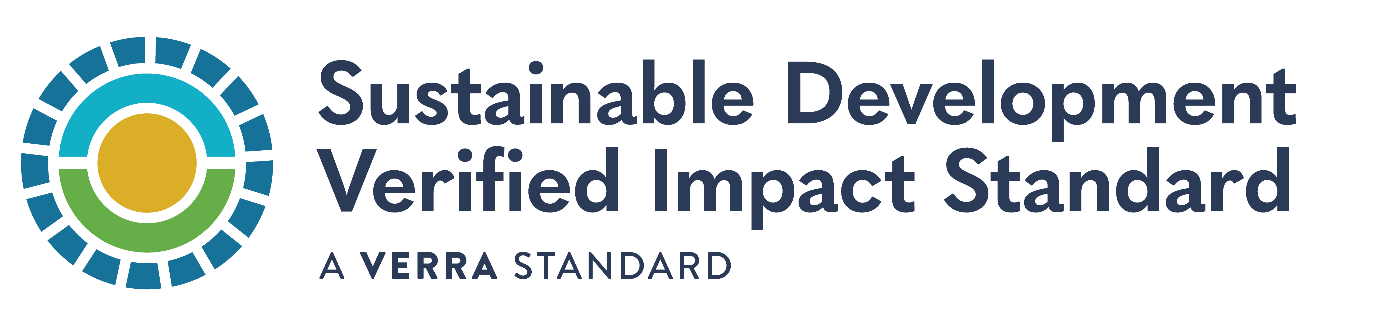 Sustainable Development
Verified Impact Standard
A VERRA STANDARD